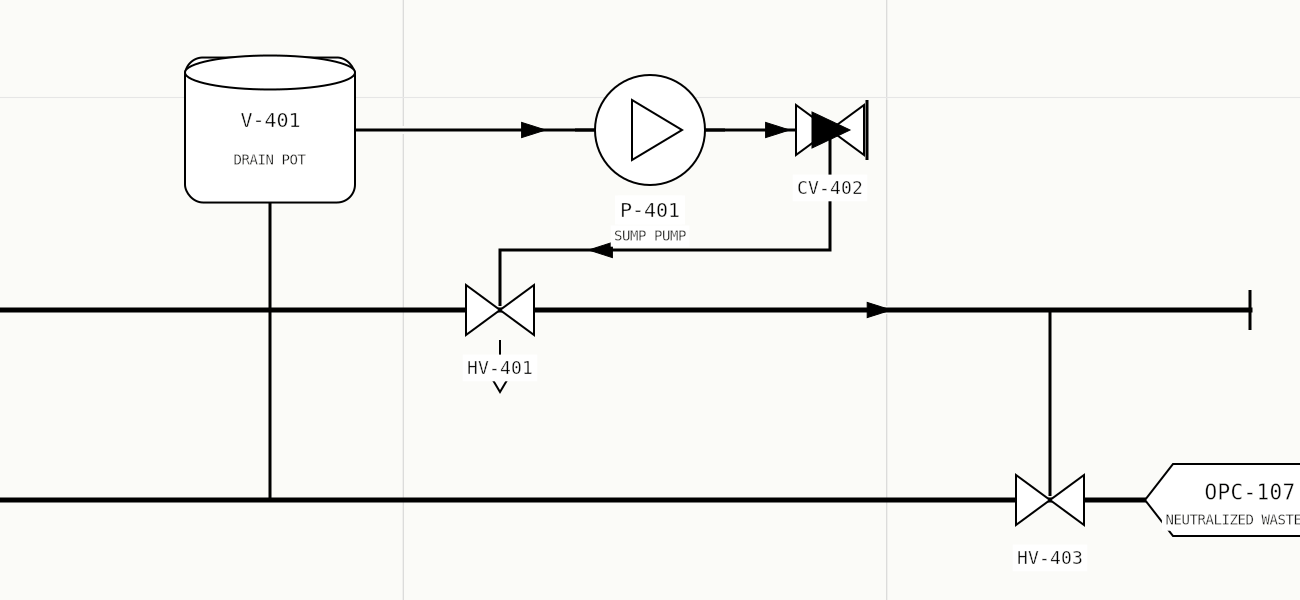 V-401
DRAIN POT
CV-402
P-401
SUMP PUMP
HV-401
OPC-107
NEUTRALIZED WASTE
HV-403